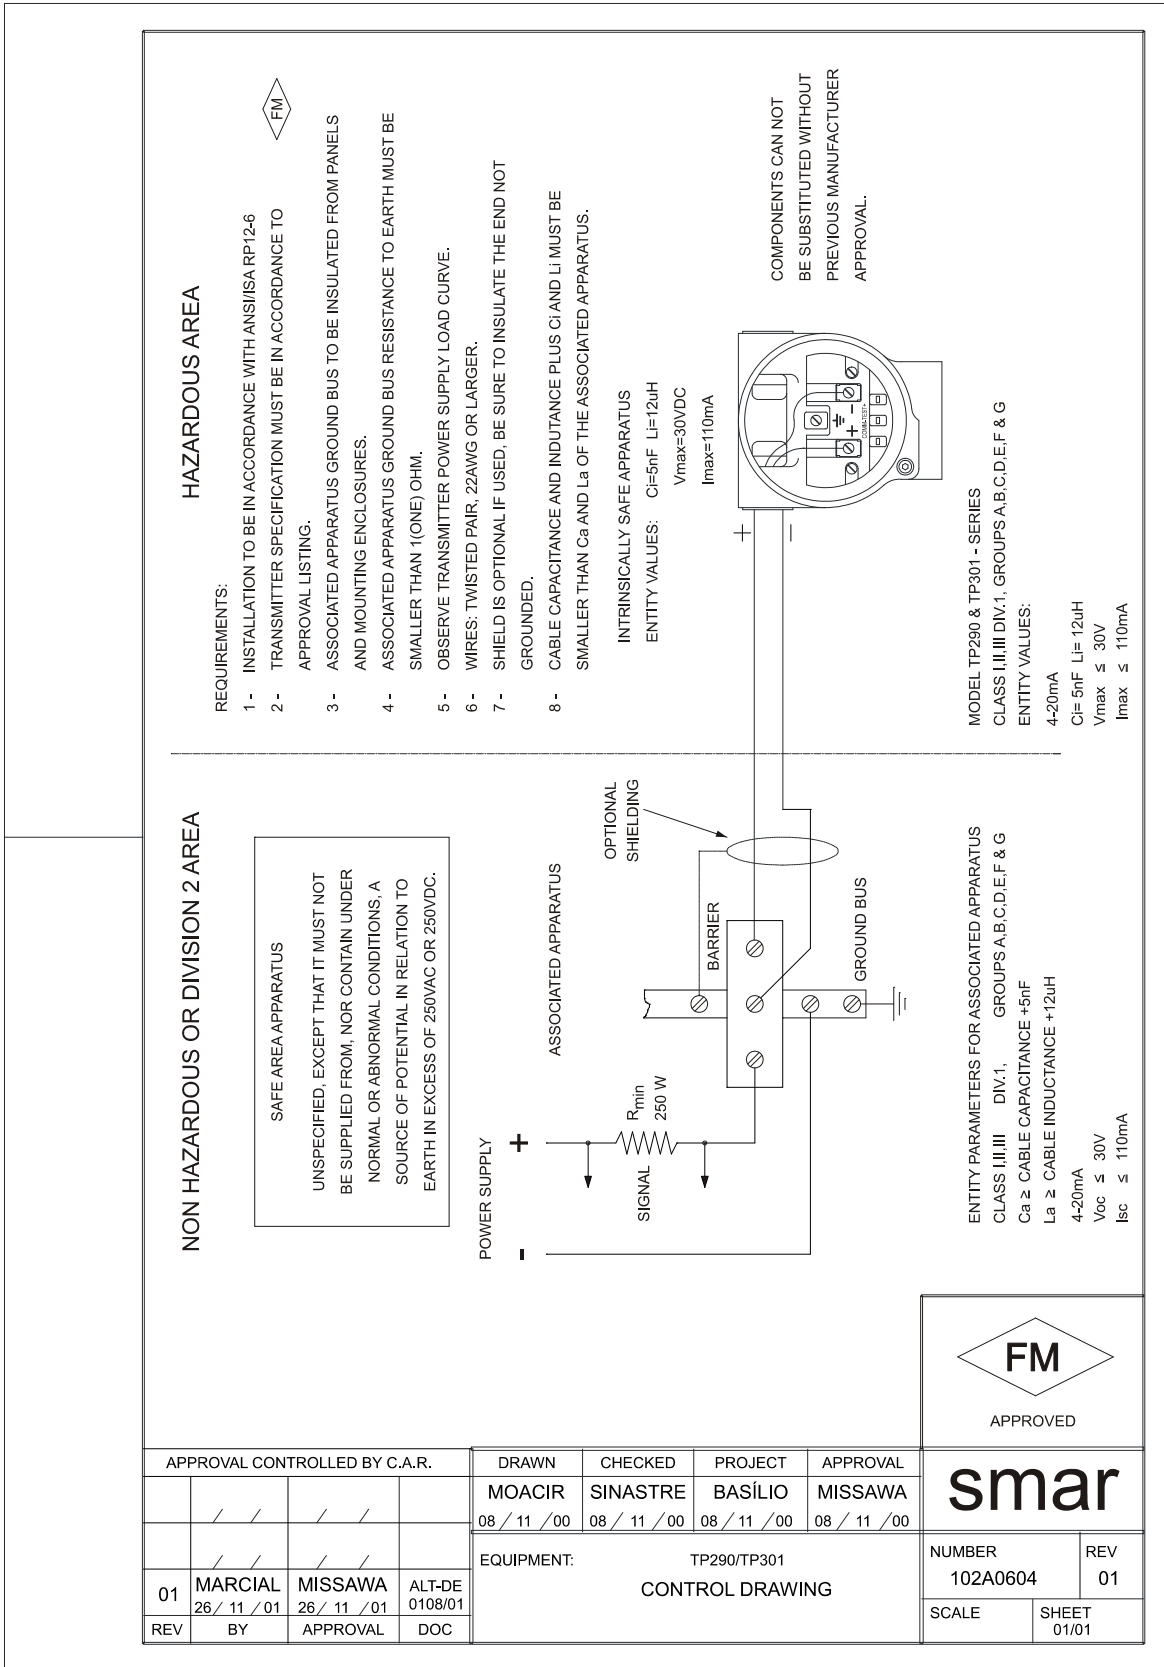 NON HAZARDOUS OR DIVISION 2 AREA
SAFE AREA APPARATUS
UNSPECIFIED, EXCEPT THAT IT MUST NOT
BE SUPPLIED FROM, NOR CONTAIN UNDER
NORMAL OR ABNORMAL CONDITIONS, A
SOURCE OF POTENTIAL IN RELATION TO
EARTH IN EXCESS OF 250VAC OR 250VDC.
POWER SUPPLY
-
+
SIGNAL
Rmin
250 W
ASSOCIATED APPARATUS
OPTIONAL
SHIELDING
BARRIER
GROUND BUS
ENTITY PARAMETERS FOR ASSOCIATED APPARATUS
CLASS I,II,III DIV.1, GROUPS A,B,C,D,E,F & G
Ca ≥ CABLE CAPACITANCE +5nF
La ≥ CABLE INDUCTANCE +12uH
4-20mA
Voc ≤ 30V
Isc ≤ 110mA
HAZARDOUS AREA
FM
REQUIREMENTS:
1 - INSTALLATION TO BE IN ACCORDANCE WITH ANSI/ISA RP12-6
2 - TRANSMITTER SPECIFICATION MUST BE IN ACCORDANCE TO
APPROVAL LISTING.
3 - ASSOCIATED APPARATUS GROUND BUS TO BE INSULATED FROM PANELS
AND MOUNTING ENCLOSURES.
4 - ASSOCIATED APPARATUS GROUND BUS RESISTANCE TO EARTH MUST BE
SMALLER THAN 1(ONE) OHM.
5 - OBSERVE TRANSMITTER POWER SUPPLY LOAD CURVE.
6 - WIRES: TWISTED PAIR, 22AWG OR LARGER.
7 - SHIELD IS OPTIONAL IF USED, BE SURE TO INSULATE THE END NOT
GROUNDED.
8 - CABLE CAPACITANCE AND INDUTANCE PLUS Ci AND Li MUST BE
SMALLER THAN Ca AND La OF THE ASSOCIATED APPARATUS.
INTRINSICALLY SAFE APPARATUS
ENTITY VALUES: Ci=5nF Li=12uH
Vmax=30VDC
Imax=110mA
COMPONENTS CAN NOT
BE SUBSTITUTED WITHOUT
PREVIOUS MANUFACTURER
APPROVAL.
+
-
+ -
COMM
TEST
MODEL TP290 & TP301 - SERIES
CLASS I,II,III DIV.1, GROUPS A,B,C,D,E,F & G
ENTITY VALUES:
4-20mA
Ci= 5nF Li= 12uH
Vmax ≤ 30V
Imax ≤ 110mA
FM
APPROVED
APPROVAL CONTROLLED BY C.A.R.
/ / / /
/ / / /
01 MARCIAL MISSAWA ALT-DE
26/ 11 /01 26/ 11 /01 0108/01
REV BY APPROVAL DOC
DRAWN CHECKED PROJECT APPROVAL
MOACIR SINASTRE BASÍLIO MISSAWA
08 / 11 /00 08 / 11 /00 08 / 11 /00 08 / 11 /00
EQUIPMENT: TP290/TP301
CONTROL DRAWING
smar
NUMBER REV
102A0604 01
SCALE SHEET
01/01